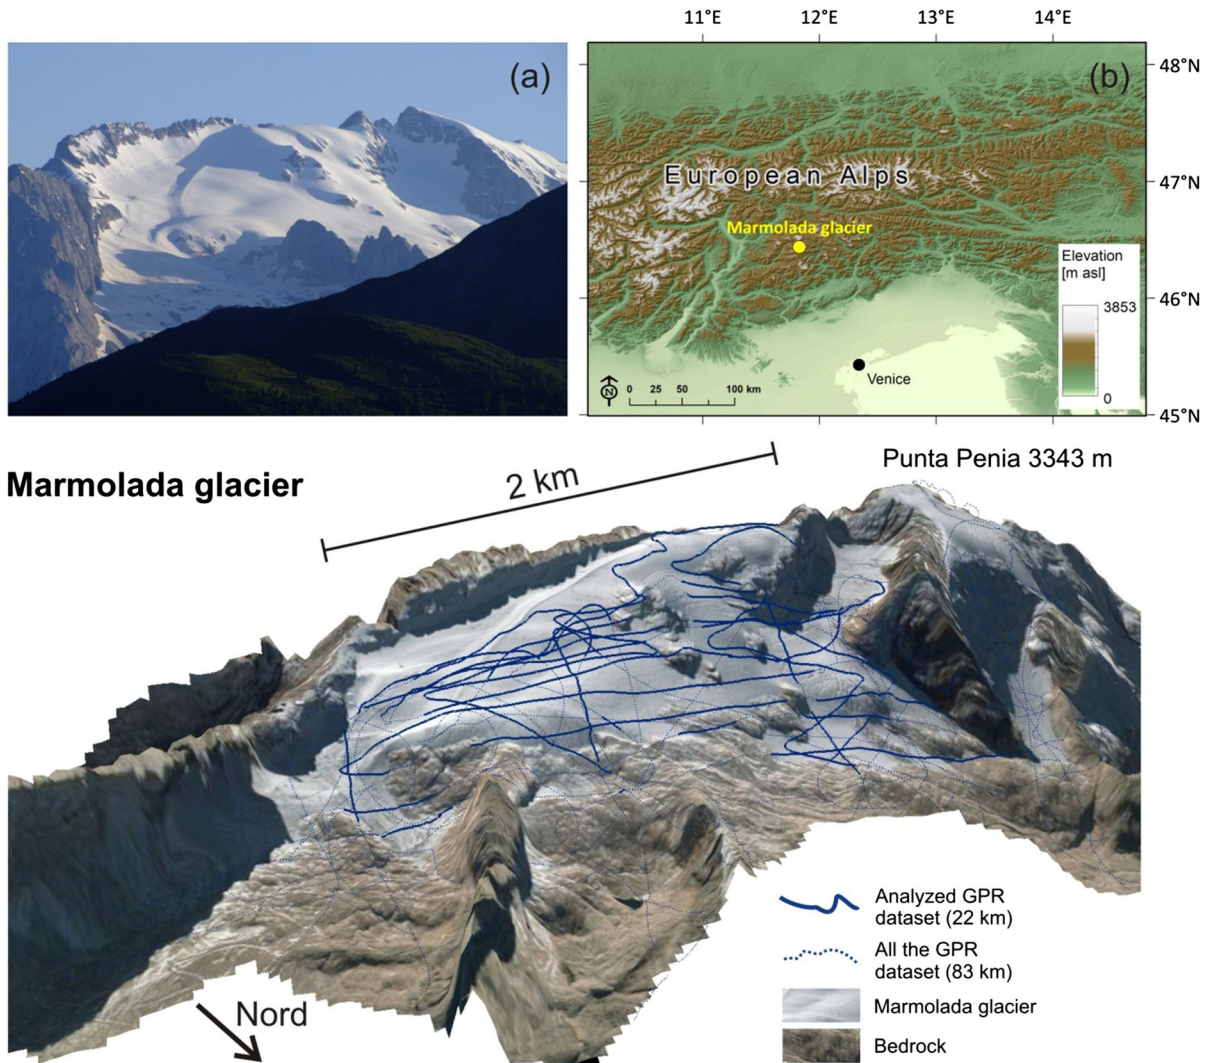 11°E 12°E 13°E 14°E
(a)
(b)
48°N
European Alps
47°N
Marmolada glacier
Elevation
[m asl]
3853
46°N
Venice
N
0 25 50 100 km
0
45°N
Marmolada glacier
2 km
Punta Penia 3343 m
Analyzed GPR
dataset (22 km)
All the GPR
dataset (83 km)
Marmolada glacier
Bedrock
Nord